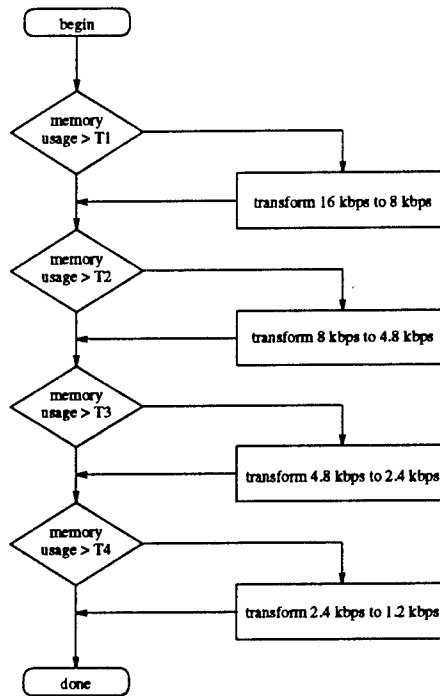 begin
memory
usage > T1
transform 16 kbps to 8 kbps
memory
usage > T2
transform 8 kbps to 4.8 kbps
memory
usage > T3
transform 4.8 kbps to 2.4 kbps
memory
usage > T4
transform 2.4 kbps to 1.2 kbps
done